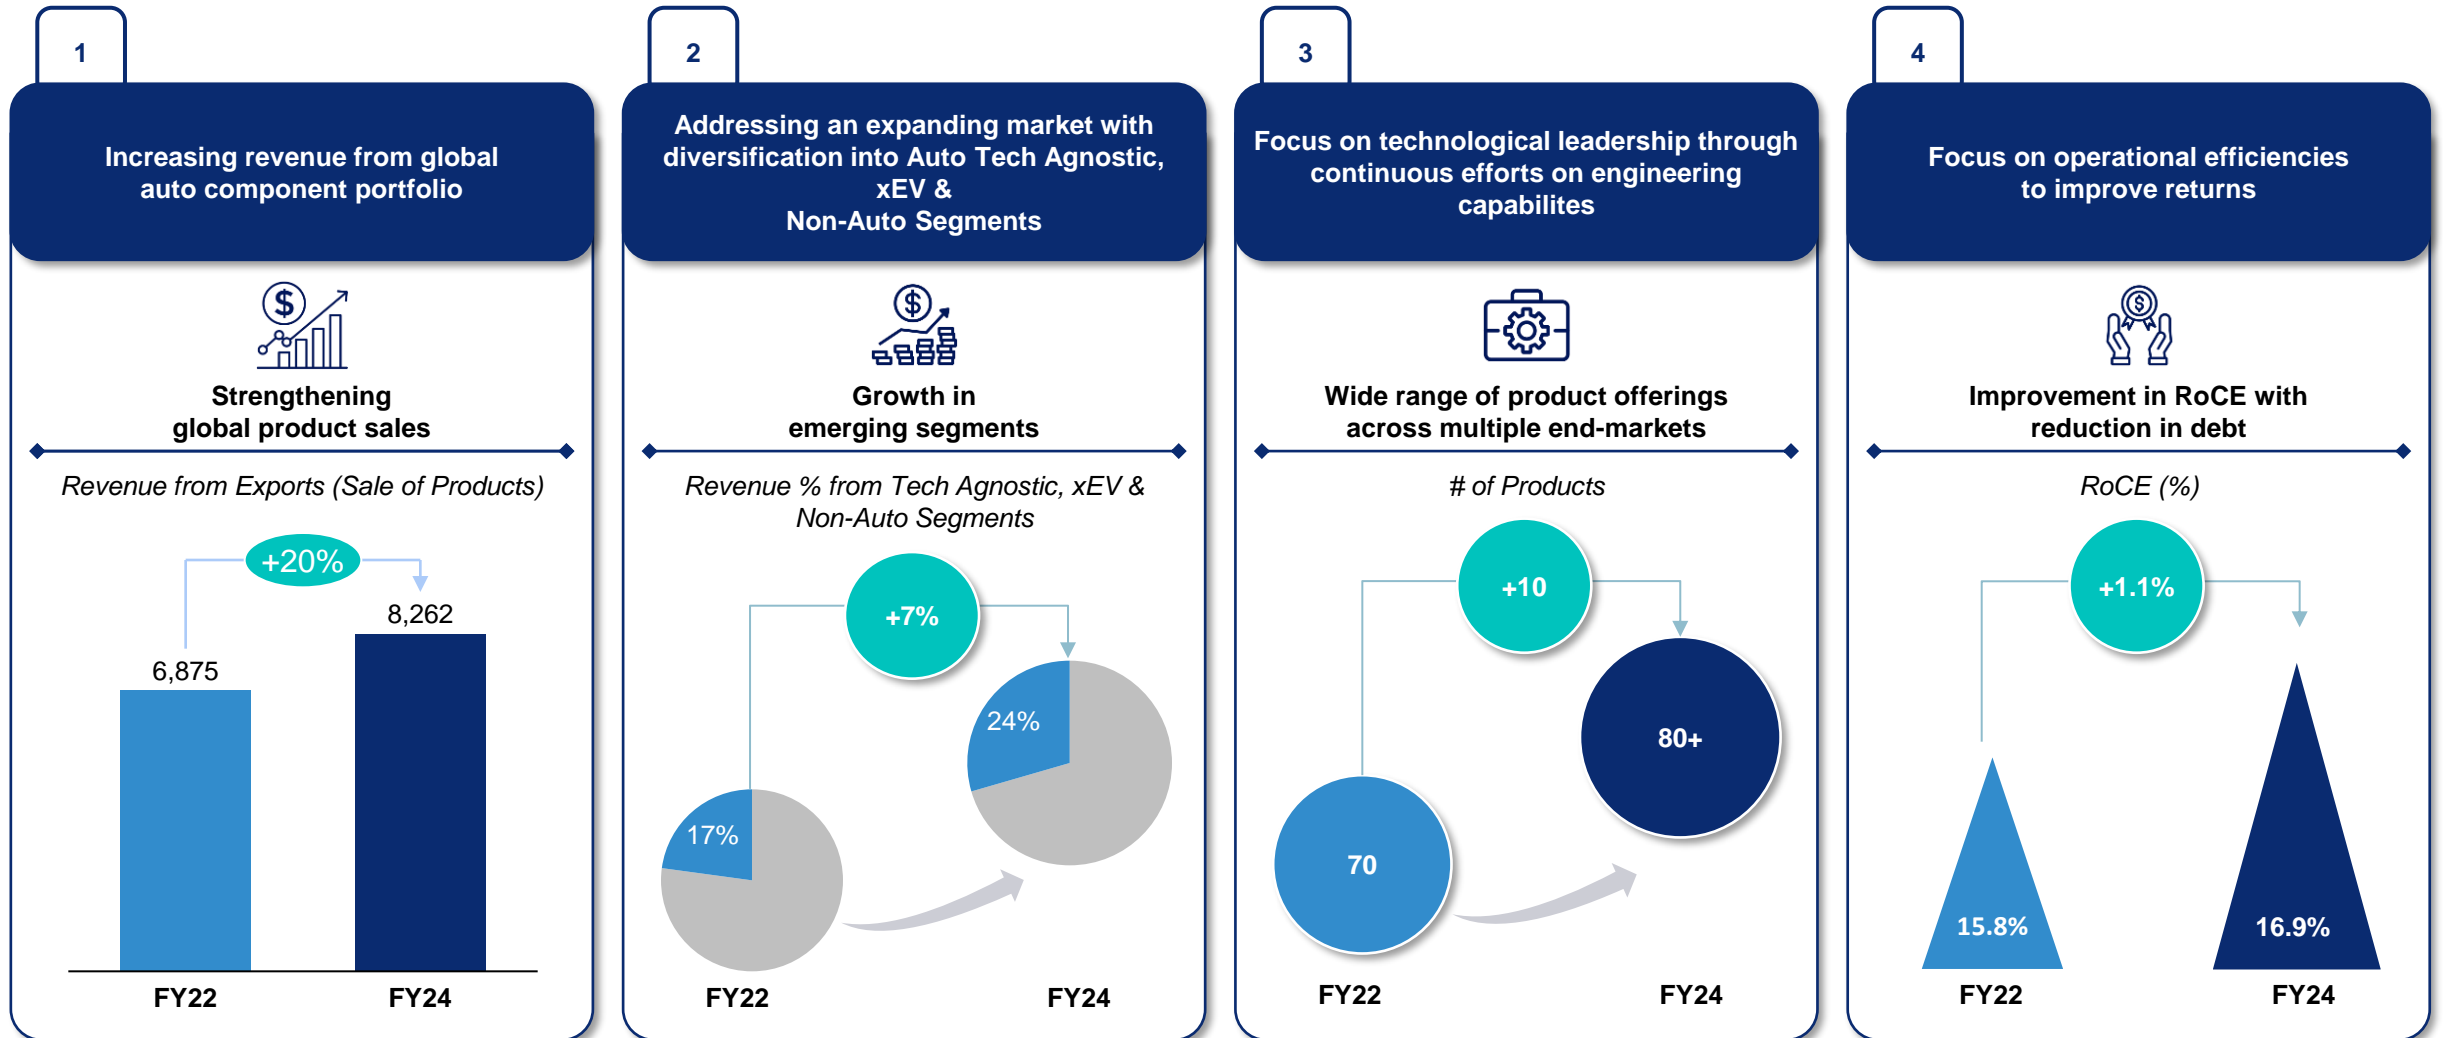 1
Increasing revenue from global
auto component portfolio
$
Strengthening
global product sales
Revenue from Exports (Sale of Products)
+20%
8,262
6,875
FY22
FY24
2
Addressing an expanding market with
diversification into Auto Tech Agnostic,
xEV &
Non-Auto Segments
$
Growth in
emerging segments
Revenue % from Tech Agnostic, xEV &
Non-Auto Segments
+7%
24%
17%
FY22
FY24
3
Focus on technological leadership through
continuous efforts on engineering
capabilites
Wide range of product offerings
across multiple end-markets
# of Products
+10
80+
70
FY22
FY24
4
Focus on operational efficiencies
to improve returns
$
Improvement in RoCE with
reduction in debt
RoCE (%)
+1.1%
15.8%
16.9%
FY22
FY24